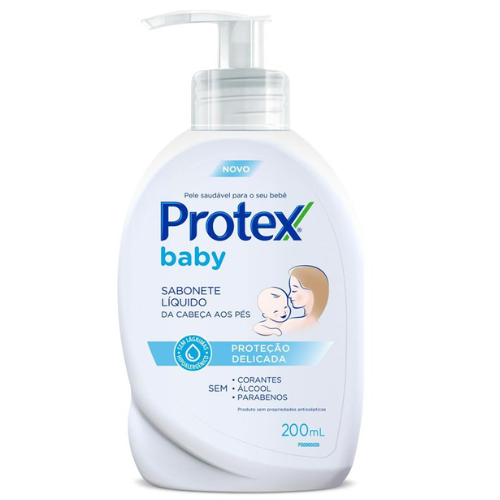 NOVO
Pele saudável para o seu bebê
Protex®
baby
SABONETE
LÍQUIDO
DA CABEÇA AOS PÉS
SEM LÁGRIMAS
HIPOALERGÊNICO
PROTEÇÃO
DELICADA
SEM
• CORANTES
• ÁLCOOL
• PARABENOS
Produto sem propriedades antissépticas
200mL